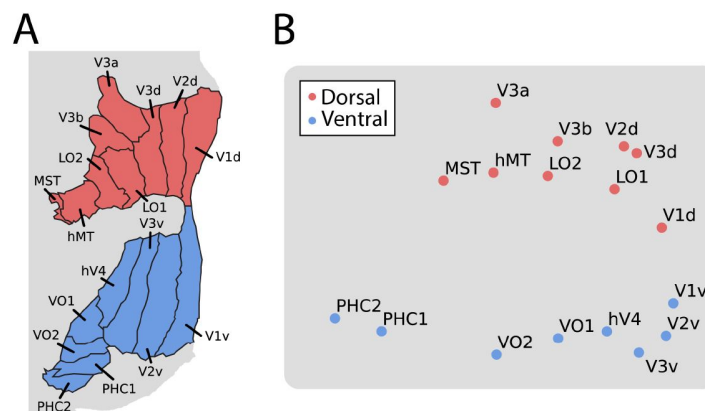 A
V3a
V3d
V2d
V3b
LO2
V1d
MST
hMT
LO1
V3v
hV4
VO1
VO2
V1v
V2v
PHC1
PHC2
B
Dorsal
Ventral
V3a
V3b
V2d
V3d
MST
hMT
LO2
LO1
V1d
V1v
PHC2
PHC1
VO2
VO1
hV4
V2v
V3v